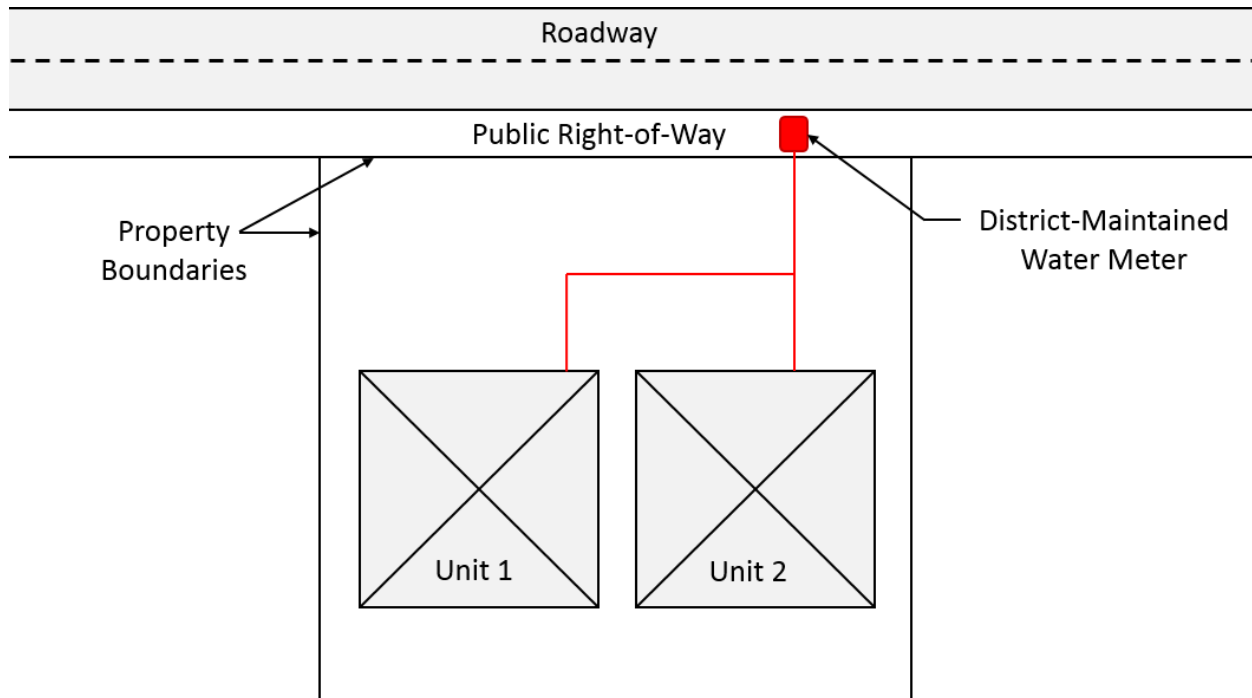 Roadway
Public Right-of-Way
Property
Boundaries
District-Maintained
Water Meter
Unit 1
Unit 2